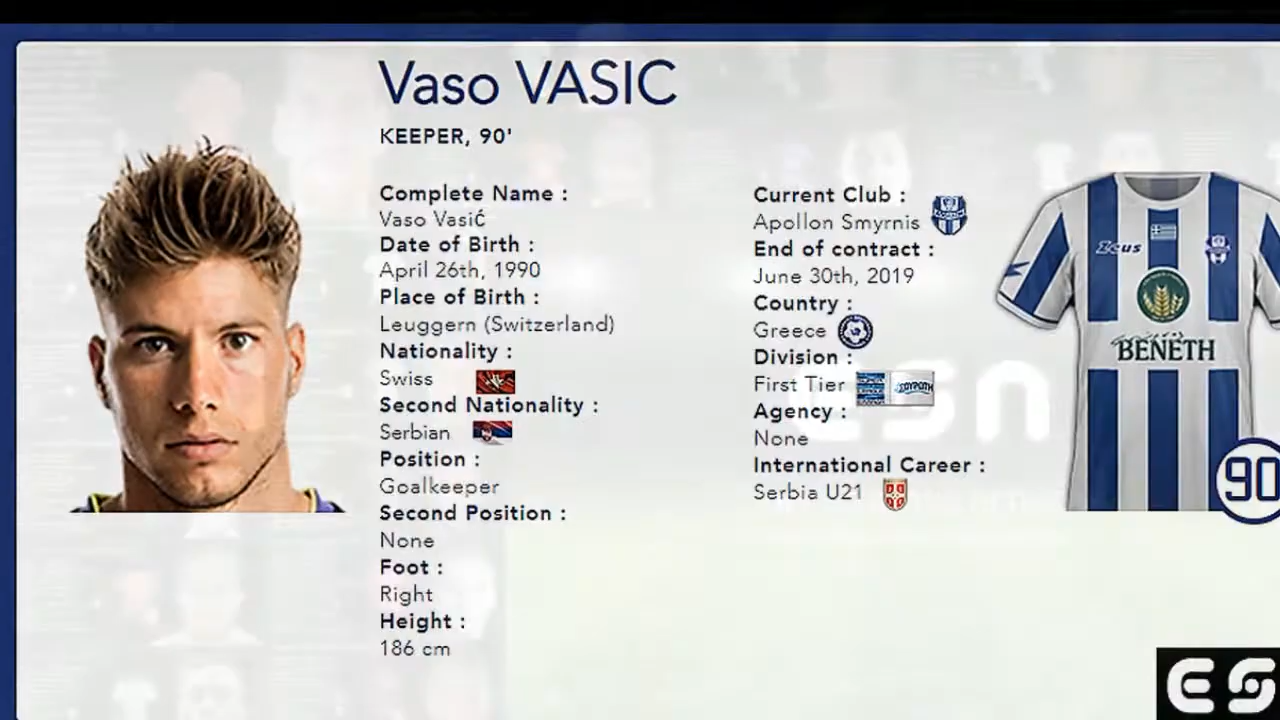 Vaso VASIC
KEEPER, 90'
Complete Name :
Vaso Vasić
Date of Birth :
April 26th, 1990
Place of Birth :
Leuggern (Switzerland)
Nationality :
Swiss
Second Nationality :
Serbian
Position :
Goalkeeper
Second Position :
None
Foot :
Right
Height :
186 cm
Current Club :
Apollon Smyrnis
End of contract :
June 30th, 2019
Country :
Greece
Division :
First Tier
Agency :
None
International Career :
Serbia U21
Zeus
BENETH
90
esn
ES